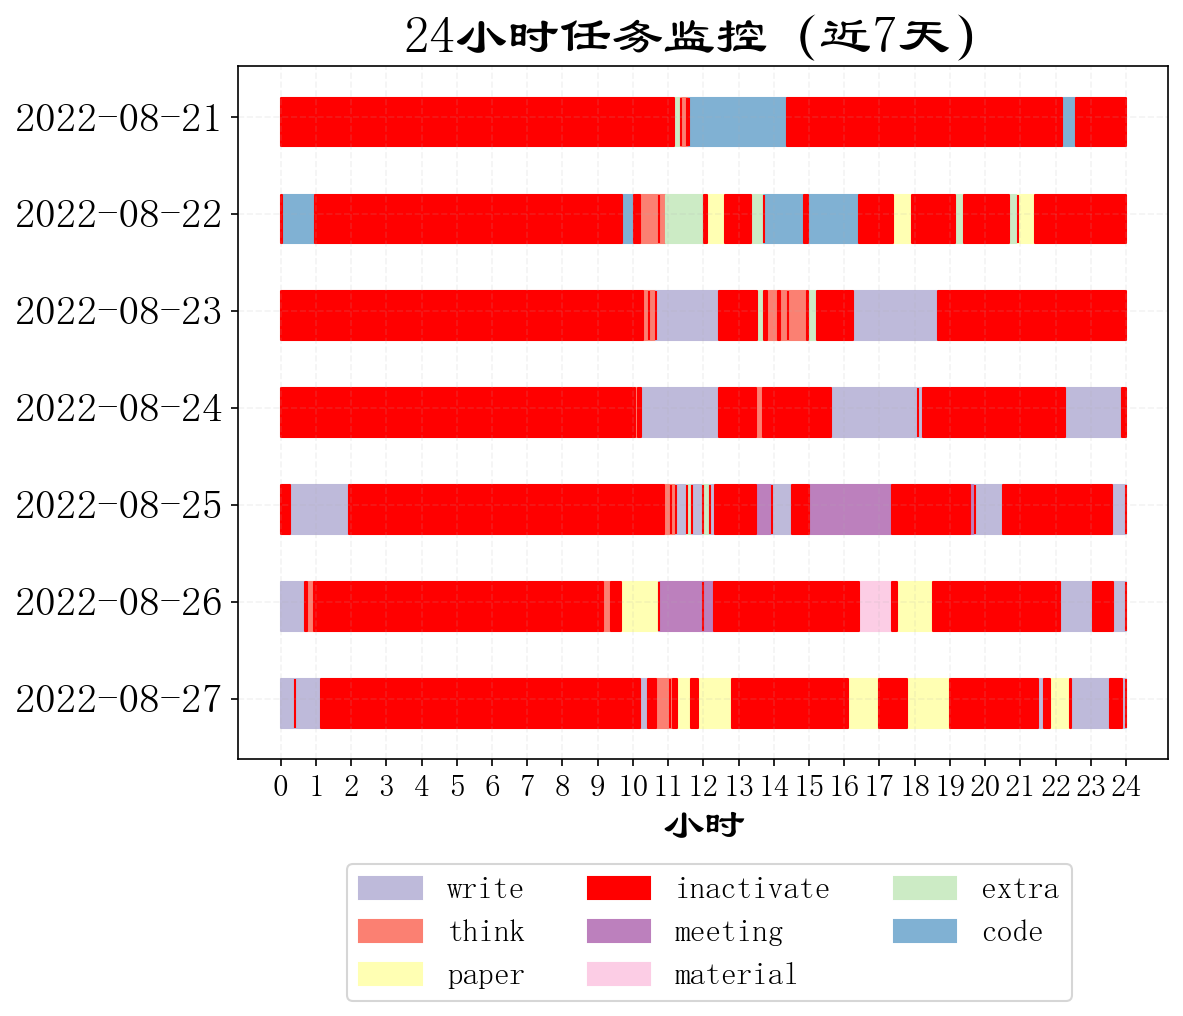 24小时任务监控 (近7天)
2022-08-21
2022-08-22
2022-08-23
2022-08-24
2022-08-25
2022-08-26
2022-08-27
0 1 2 3 4 5 6 7 8 9 10 11 12 13 14 15 16 17 18 19 20 21 22 23 24
小时
write inactivate extra
think meeting code
paper material